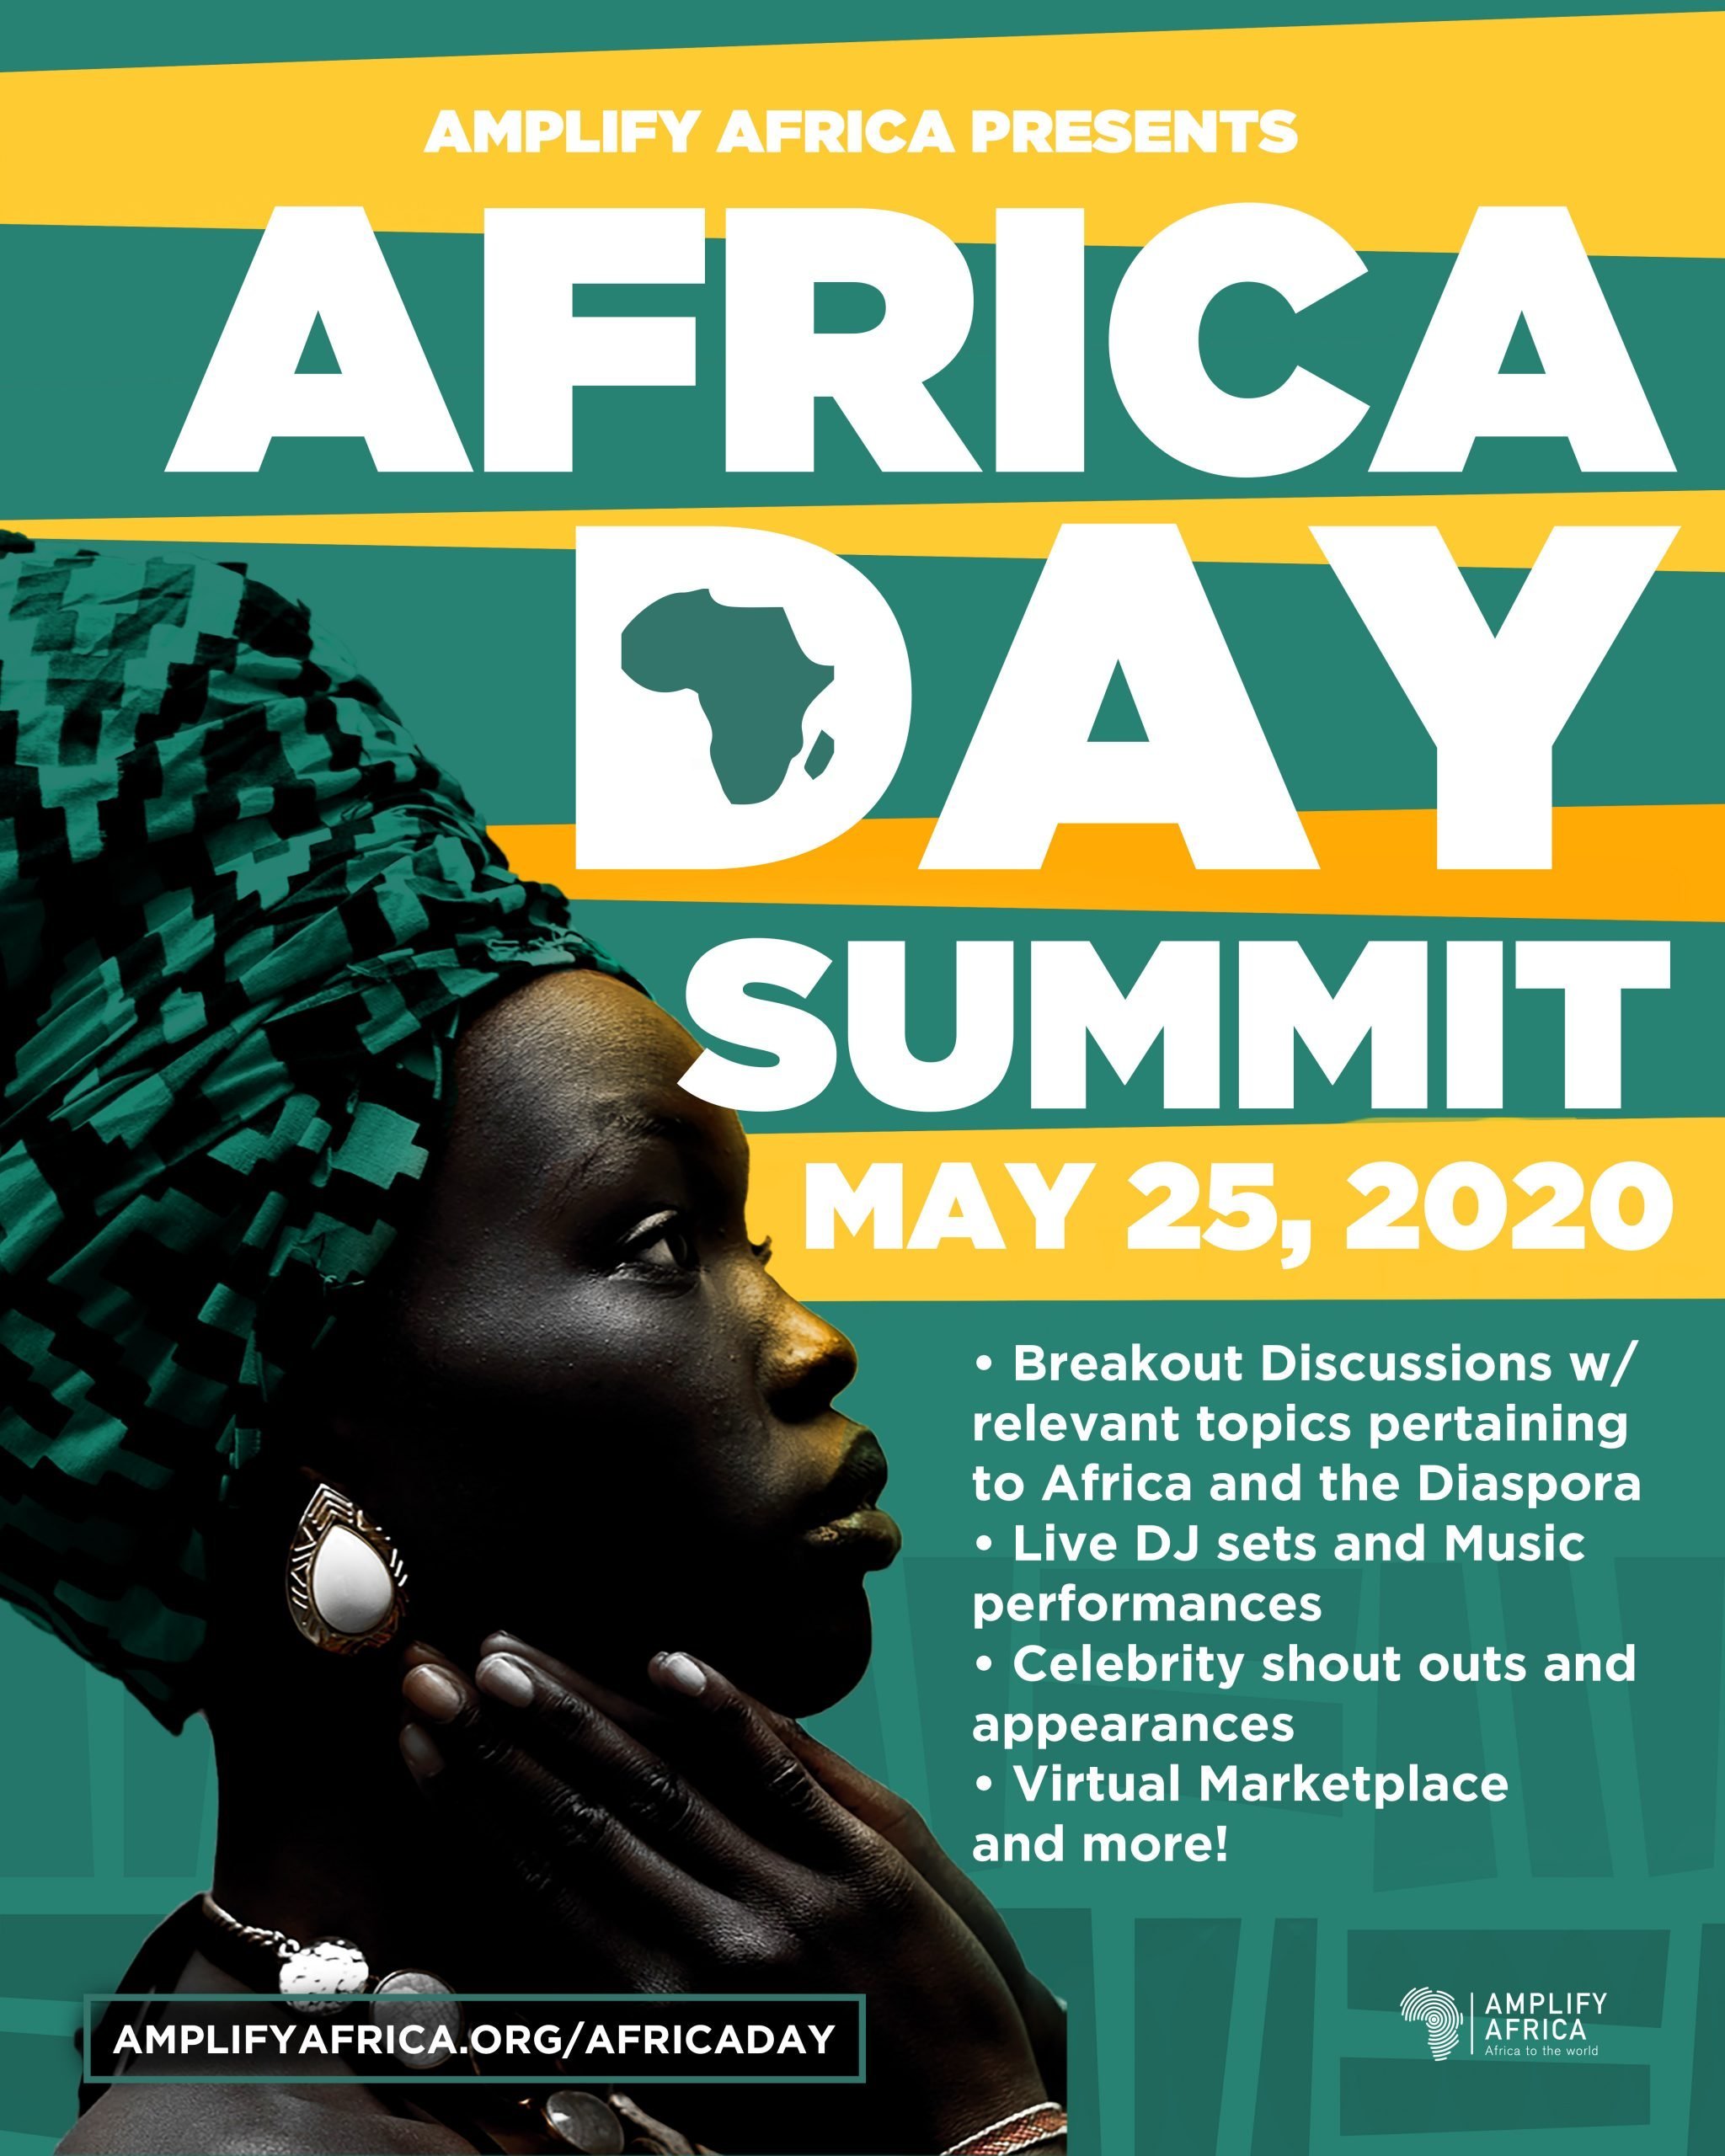 AMPLIFY AFRICA PRESENTS
AFRICA
DAY
SUMMIT
MAY 25, 2020
• Breakout Discussions w/
relevant topics pertaining
to Africa and the Diaspora
• Live DJ sets and Music
performances
• Celebrity shout outs and
appearances
• Virtual Marketplace
and more!
AMPLIFYAFRICA.ORG/AFRICADAY
AMPLIFY
AFRICA
Africa to the world